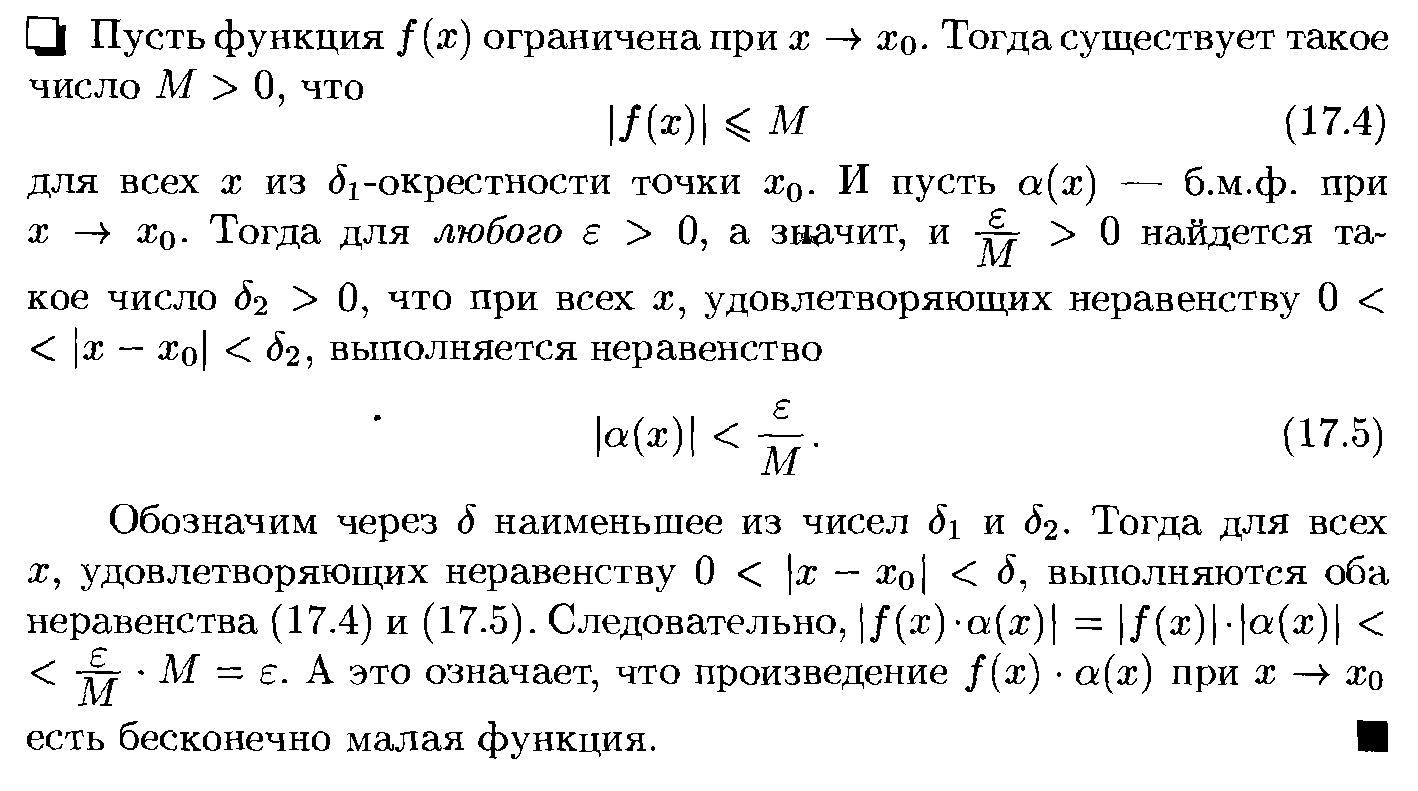 Пусть функция f(x) ограничена при x → x₀. Тогда существует такое
число M > 0, что
|f(x)| ⩽ M (17.4)
для всех x из δ₁-окрестности точки x₀. И пусть α(x) — б.м.ф. при
x → x₀. Тогда для любого ε > 0, а значит, и ε/M > 0 найдется та-
кое число δ₂ > 0, что при всех x, удовлетворяющих неравенству 0 <
< |x − x₀| < δ₂, выполняется неравенство
|α(x)| < ε/M. (17.5)
Обозначим через δ наименьшее из чисел δ₁ и δ₂. Тогда для всех
x, удовлетворяющих неравенству 0 < |x − x₀| < δ, выполняются оба
неравенства (17.4) и (17.5). Следовательно, |f(x)·α(x)| = |f(x)|·|α(x)| <
< ε/M · M = ε. А это означает, что произведение f(x) · α(x) при x → x₀
есть бесконечно малая функция.